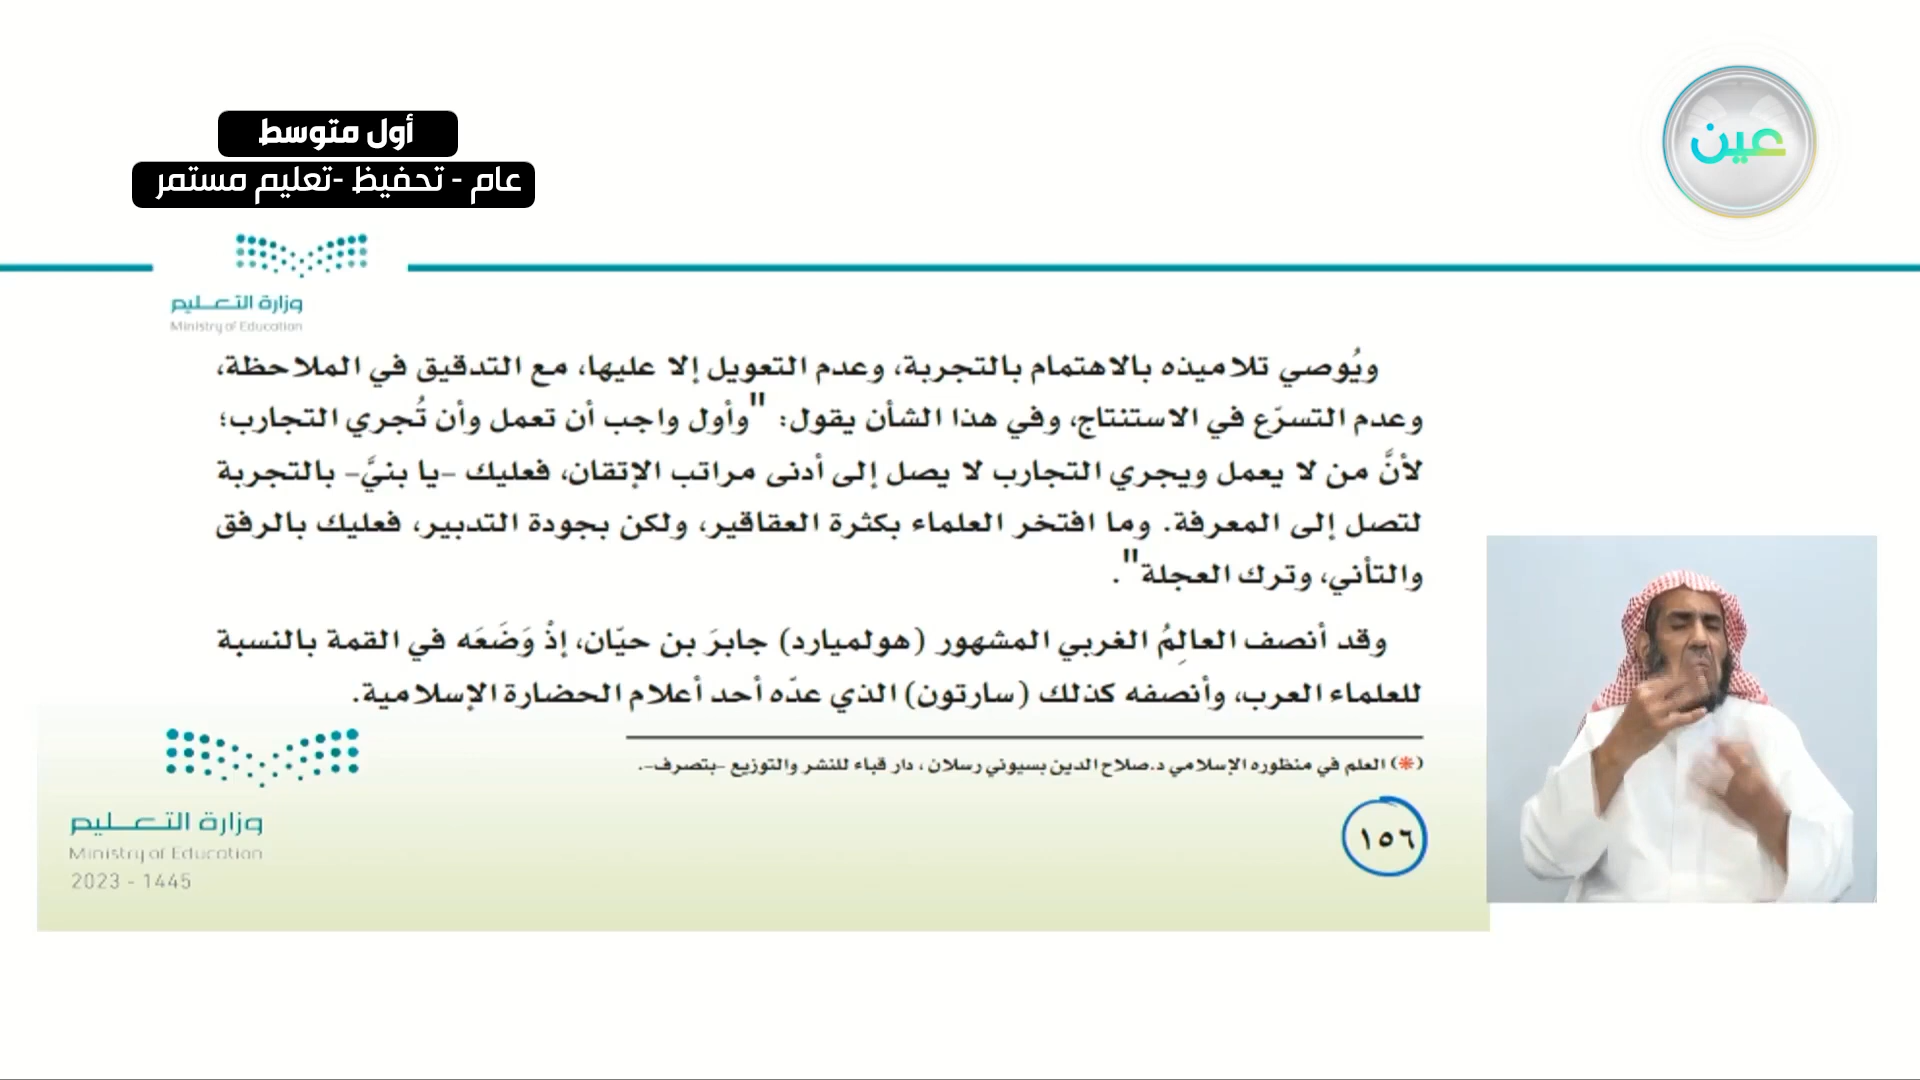 عين
أول متوسط
عام - تحفيظ -تعليم مستمر
وزارة التعـــليم
Ministry of Education
ويُوصي تلاميذه بالاهتمام بالتجربة، وعدم التعويل إلا عليها، مع التدقيق في الملاحظة،
وعدم التسرّع في الاستنتاج، وفي هذا الشأن يقول: "وأول واجب أن تعمل وأن تُجري التجارب؛
لأنَّ من لا يعمل ويجري التجارب لا يصل إلى أدنى مراتب الإتقان، فعليك -يا بنيَّ- بالتجربة
لتصل إلى المعرفة. وما افتخر العلماء بكثرة العقاقير، ولكن بجودة التدبير، فعليك بالرفق
والتأني، وترك العجلة".
وقد أنصف العالِمُ الغربي المشهور (هولميارد) جابرَ بن حيّان، إذْ وَضَعَه في القمة بالنسبة
للعلماء العرب، وأنصفه كذلك (سارتون) الذي عدّه أحد أعلام الحضارة الإسلامية.
(*) العلم في منظوره الإسلامي د.صلاح الدين بسيوني رسلان ، دار قباء للنشر والتوزيع -بتصرف-.
١٥٦
وزارة التعـــليم
Ministry of Education
2023 - 1445